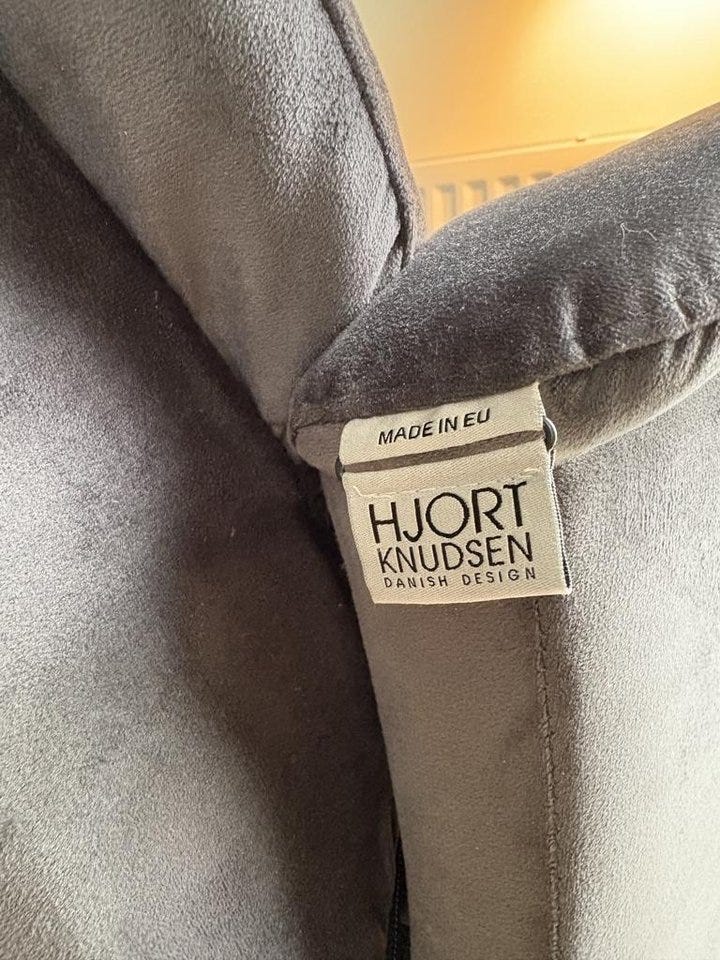 MADE IN EU
HJORT
KNUDSEN
DANISH DESIGN